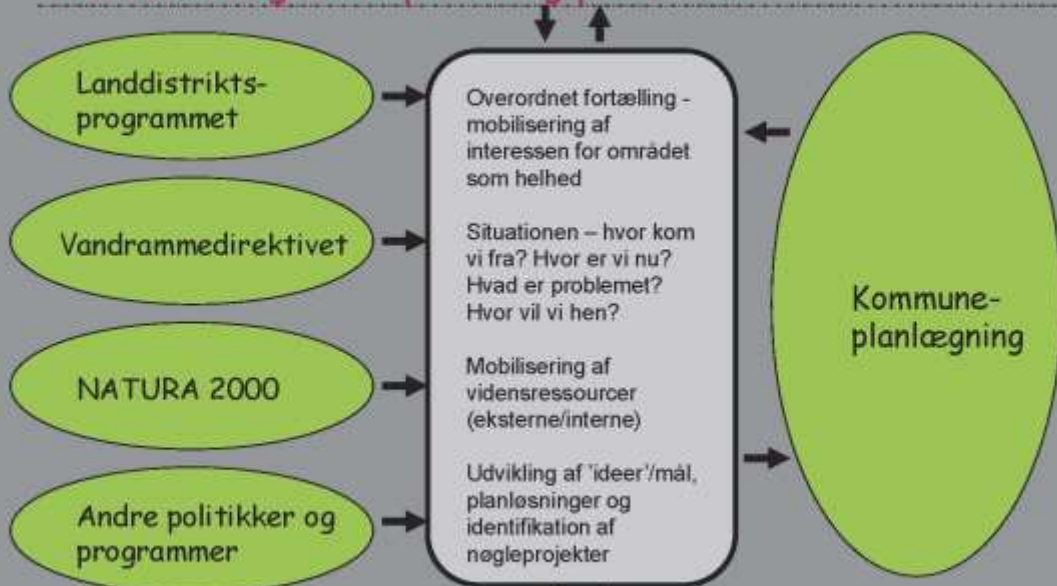 Landdistrikts-
programmet
Vandrammedirektivet
NATURA 2000
Andre politikker og
programmer
Overordnet fortælling -
mobilisering af
interessen for området
som helhed
Situationen – hvor kom
vi fra? Hvor er vi nu?
Hvad er problemet?
Hvor vil vi hen?
Mobilisering af
vidensressourcer
(eksterne/interne)
Udvikling af 'ideer'/mål,
planløsninger og
identifikation af
nøgleprojekter
Kommune-
planlægning